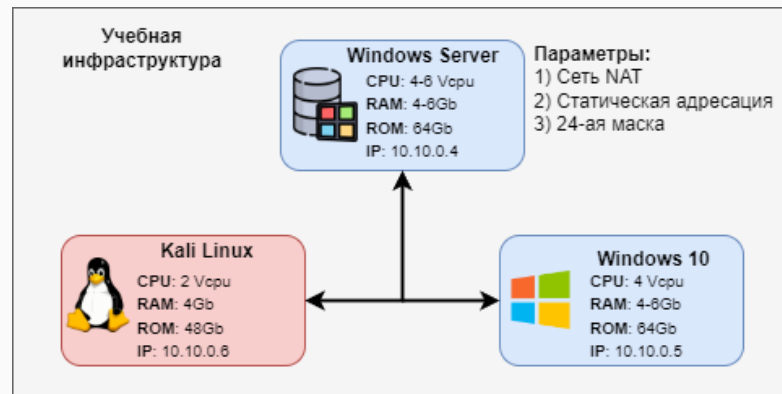 Учебная
инфраструктура
Windows Server
CPU: 4-6 Vcpu
RAM: 4-6Gb
ROM: 64Gb
IP: 10.10.0.4
Параметры:
1) Сеть NAT
2) Статическая адресация
3) 24-ая маска
Kali Linux
CPU: 2 Vcpu
RAM: 4Gb
ROM: 48Gb
IP: 10.10.0.6
Windows 10
CPU: 4 Vcpu
RAM: 4-6Gb
ROM: 64Gb
IP: 10.10.0.5